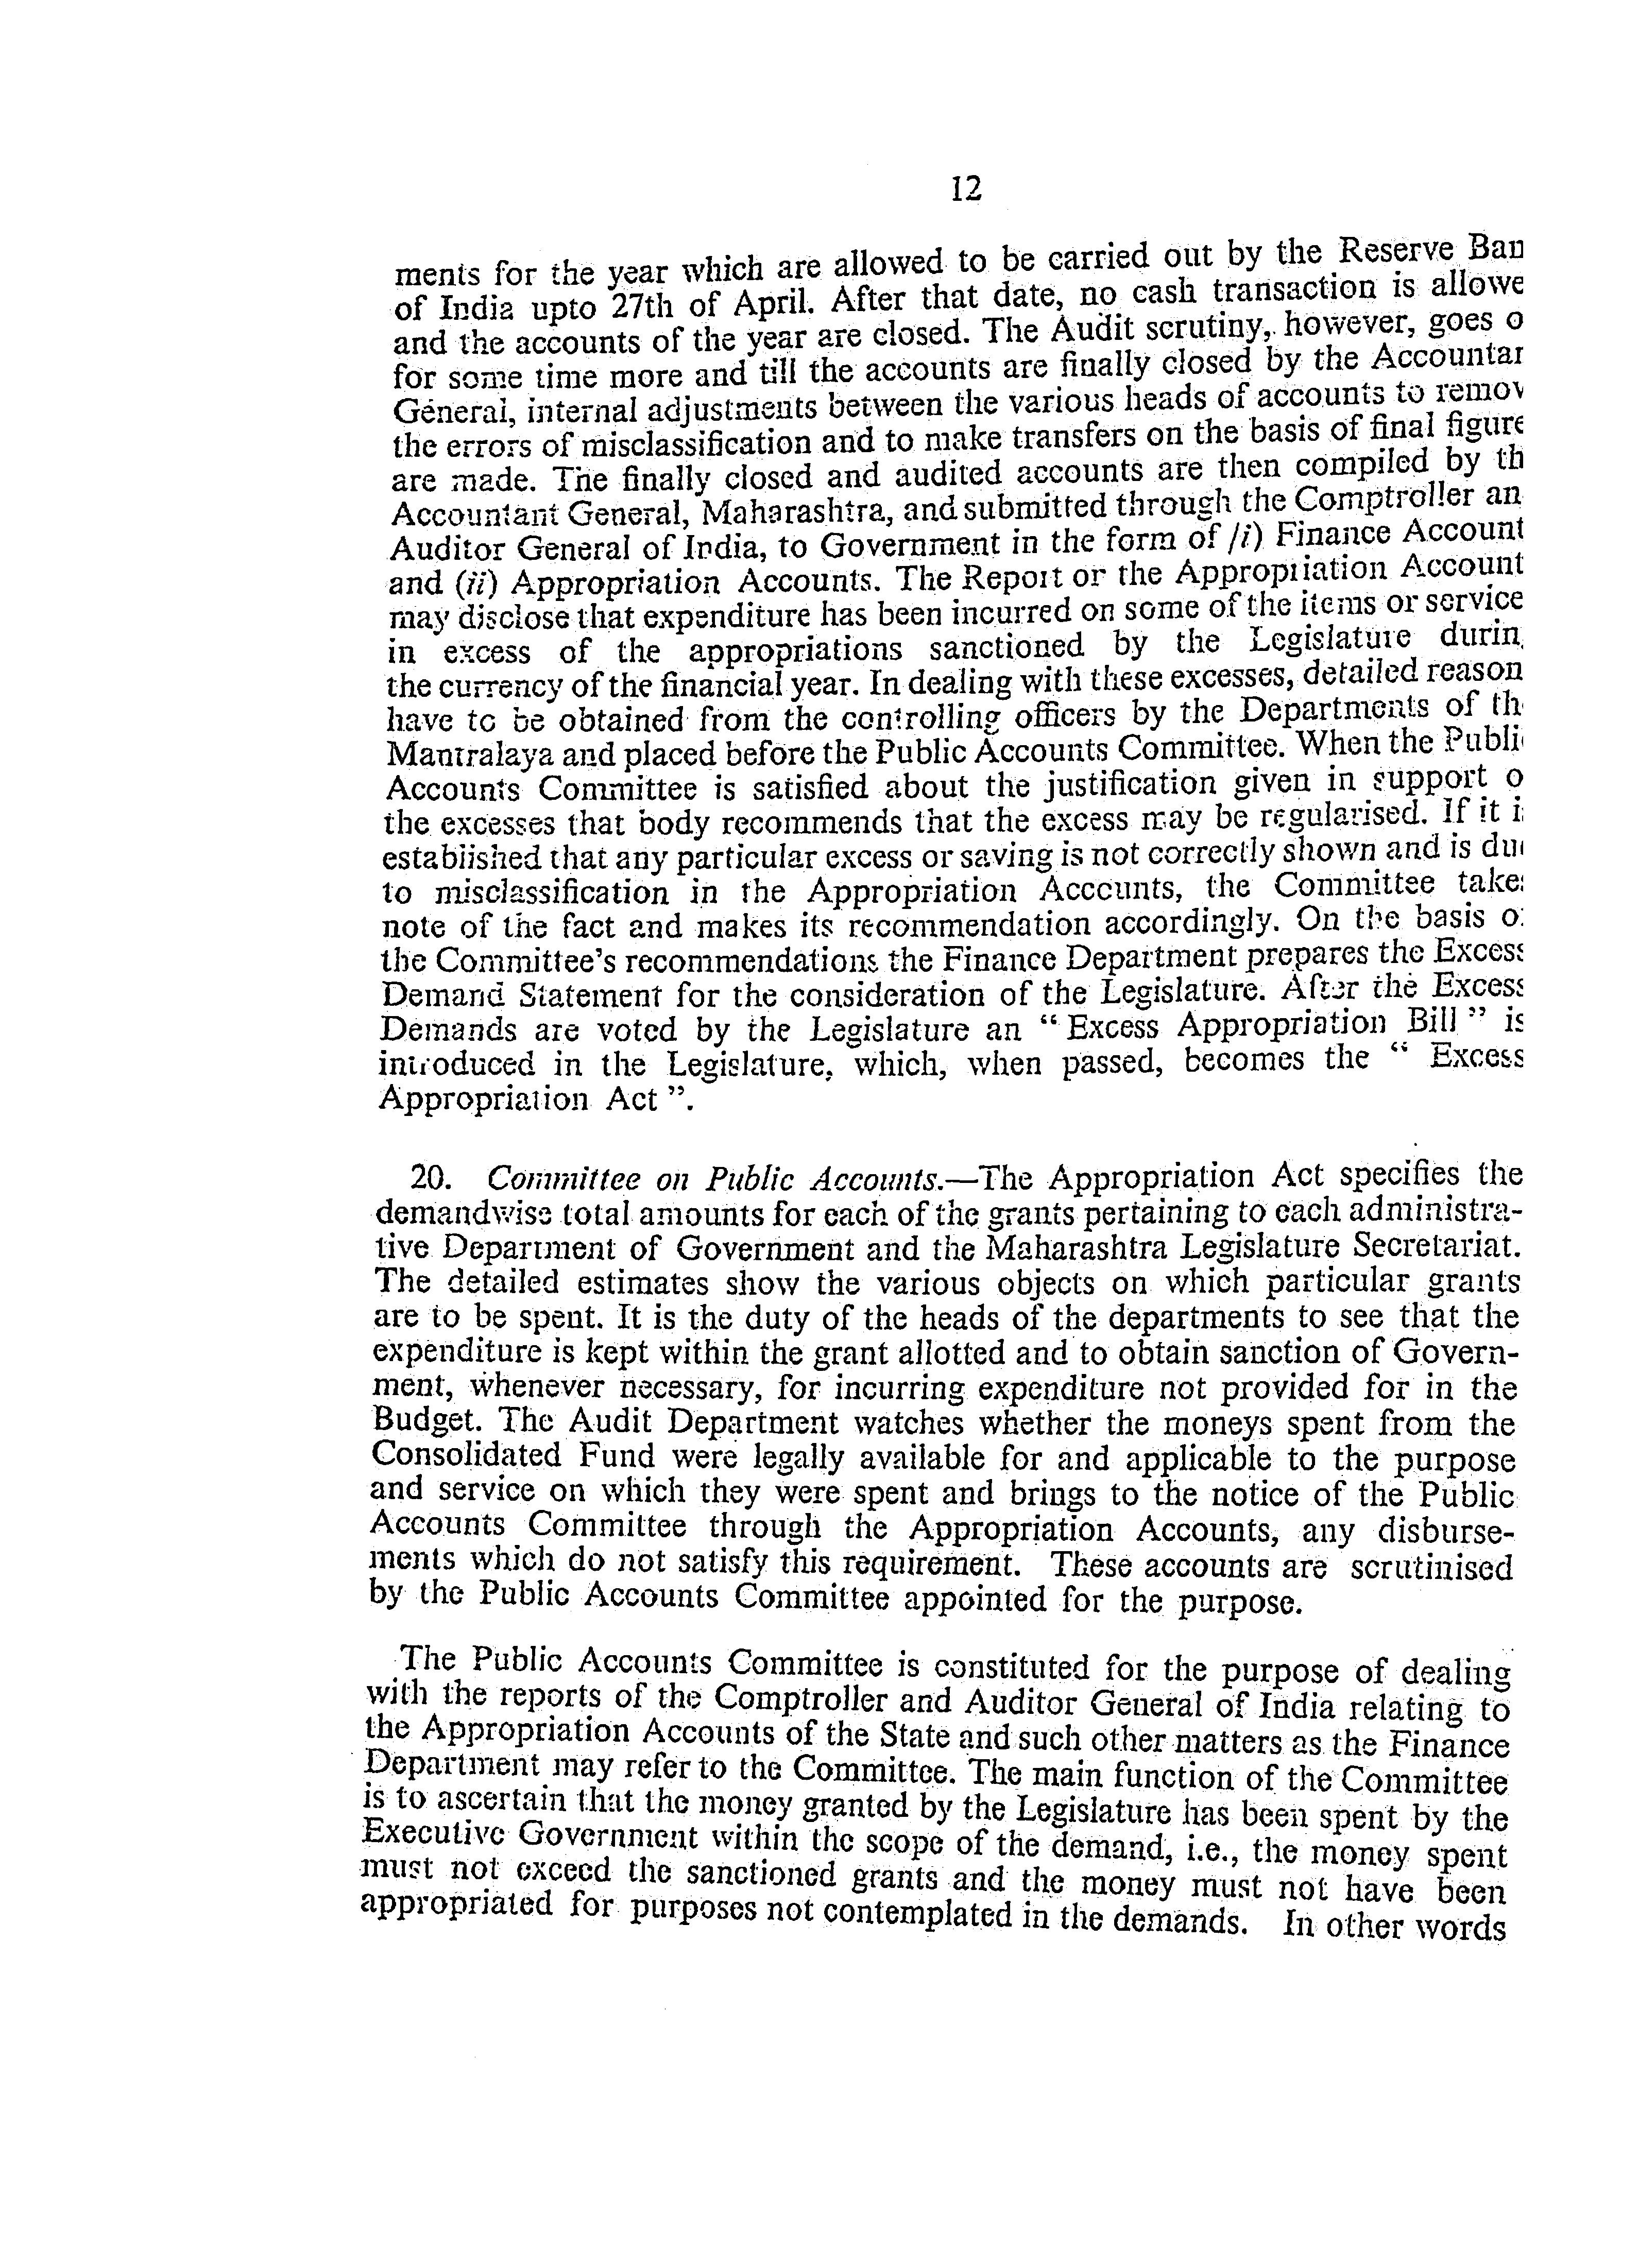 12
ments for the year which are allowed to be carried out by the Reserve Ban
of India upto 27th of April. After that date, no cash transaction is allowe
and the accounts of the year are closed. The Audit scrutiny, however, goes o
for some time more and till the accounts are finally closed by the Accountan
General, internal adjustments between the various heads of accounts to remov
the errors of misclassification and to make transfers on the basis of final figure
are made. The finally closed and audited accounts are then compiled by th
Accountant General, Maharashtra, and submitted through the Comptroller an
Auditor General of India, to Government in the form of /i) Finance Account
and (ii) Appropriation Accounts. The Report or the Appropriation Account
may disclose that expenditure has been incurred on some of the items or service
in excess of the appropriations sanctioned by the Legislature durin
the currency of the financial year. In dealing with these excesses, detailed reason
have to be obtained from the controlling officers by the Departments of th
Mantralaya and placed before the Public Accounts Committee. When the Publi
Accounts Committee is satisfied about the justification given in support o
the excesses that body recommends that the excess may be regularised. If it i
established that any particular excess or saving is not correctly shown and is du
to misclassification in the Appropriation Accounts, the Committee take
note of the fact and makes its recommendation accordingly. On the basis o
the Committee's recommendations the Finance Department prepares the Excess
Demand Statement for the consideration of the Legislature. After the Excess
Demands are voted by the Legislature an “ Excess Appropriation Bill ” is
introduced in the Legislature, which, when passed, becomes the “ Excess
Appropriation Act ”.
20. Committee on Public Accounts.—The Appropriation Act specifies the
demandwise total amounts for each of the grants pertaining to each administra-
tive Department of Government and the Maharashtra Legislature Secretariat.
The detailed estimates show the various objects on which particular grants
are to be spent. It is the duty of the heads of the departments to see that the
expenditure is kept within the grant allotted and to obtain sanction of Govern-
ment, whenever necessary, for incurring expenditure not provided for in the
Budget. The Audit Department watches whether the moneys spent from the
Consolidated Fund were legally available for and applicable to the purpose
and service on which they were spent and brings to the notice of the Public
Accounts Committee through the Appropriation Accounts, any disburse-
ments which do not satisfy this requirement. These accounts are scrutinised
by the Public Accounts Committee appointed for the purpose.
The Public Accounts Committee is constituted for the purpose of dealing
with the reports of the Comptroller and Auditor General of India relating to
the Appropriation Accounts of the State and such other matters as the Finance
Department may refer to the Committee. The main function of the Committee
is to ascertain that the money granted by the Legislature has been spent by the
Executive Government within the scope of the demand, i.e., the money spent
must not exceed the sanctioned grants and the money must not have been
appropriated for purposes not contemplated in the demands. In other words